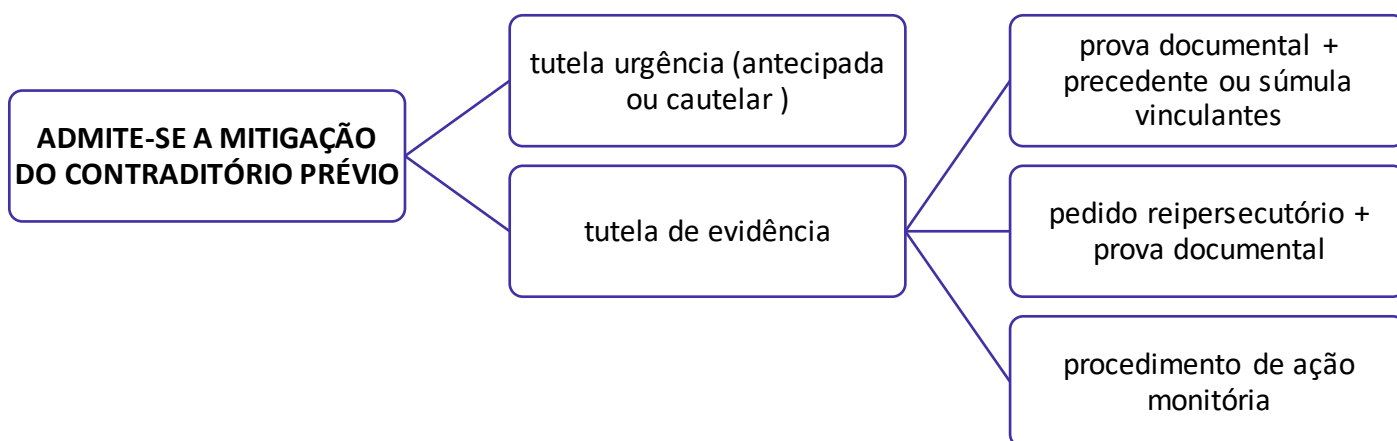 ADMITE-SE A MITIGAÇÃO
DO CONTRADITÓRIO PRÉVIO
tutela urgência (antecipada
ou cautelar )
tutela de evidência
prova documental +
precedente ou súmula
vinculantes
pedido reipersecutório +
prova documental
procedimento de ação
monitória